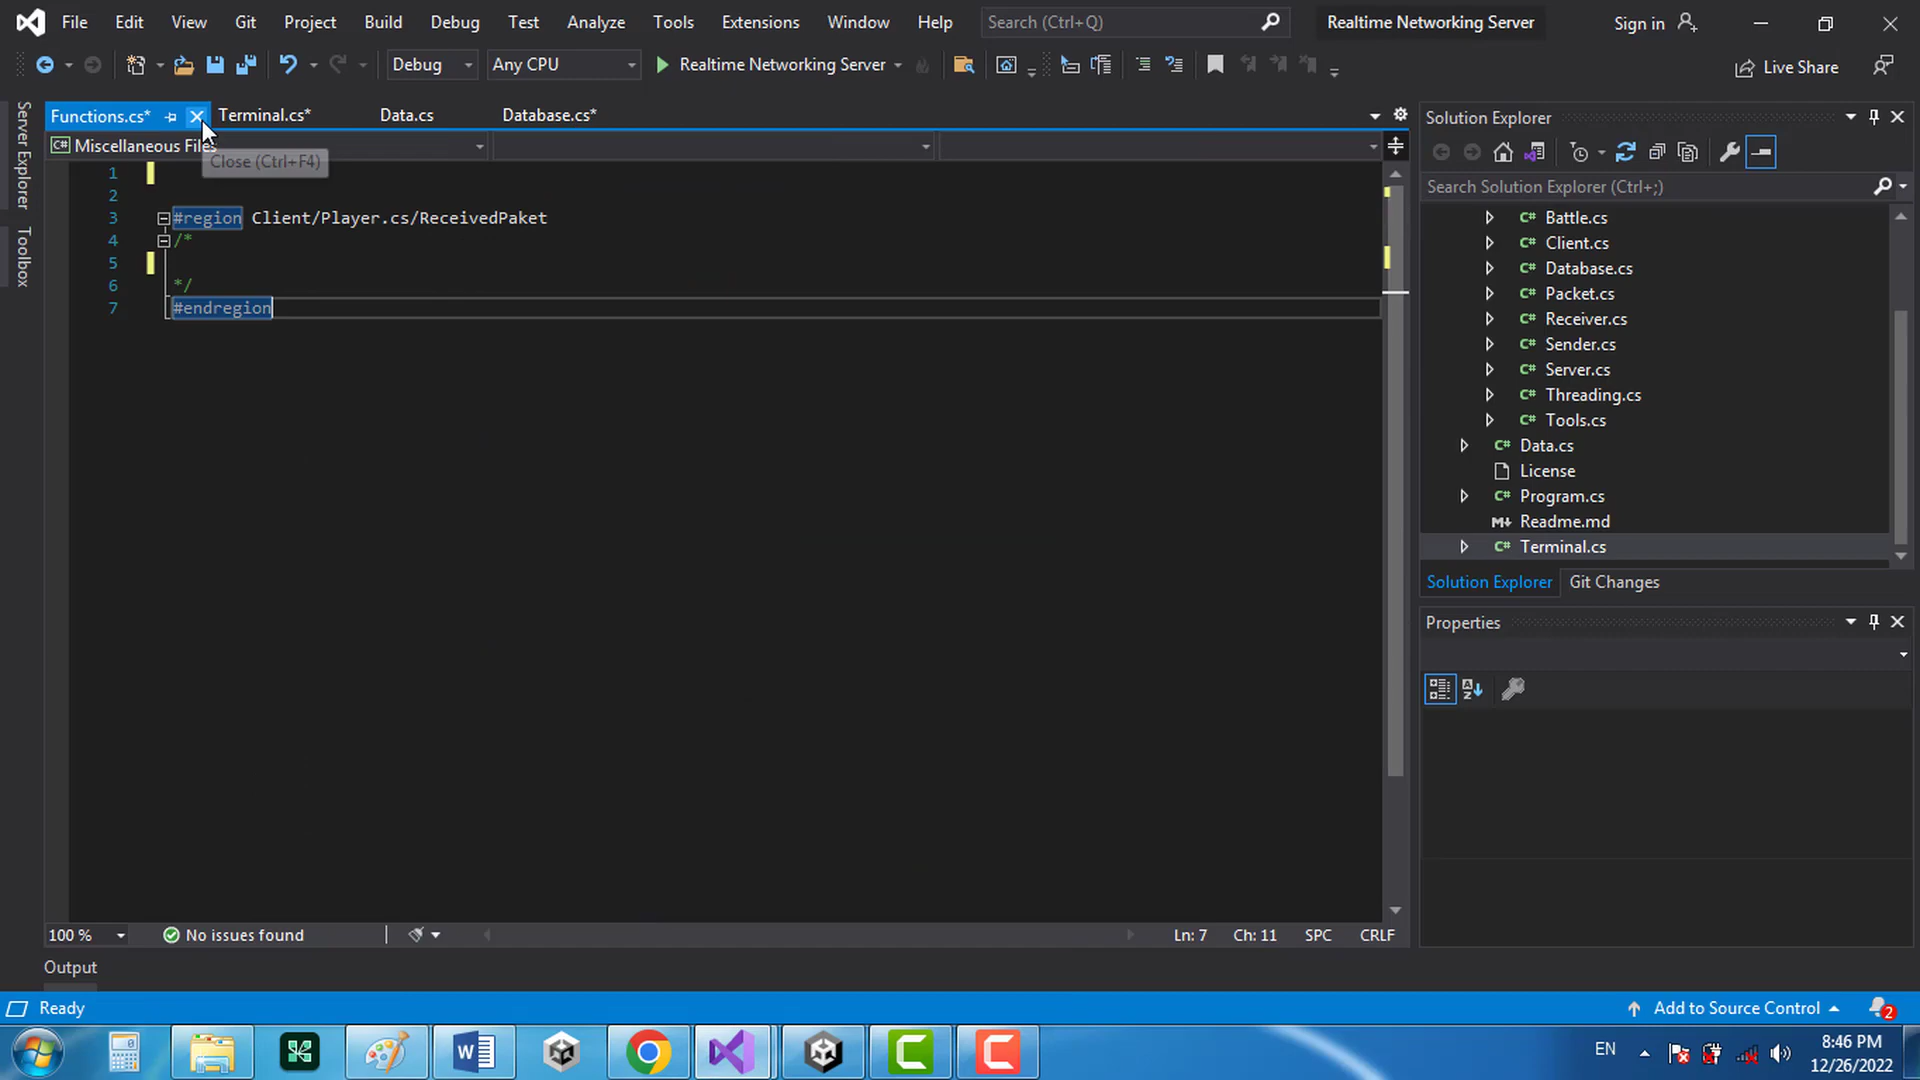 File Edit View Git Project Build Debug Test Analyze Tools Extensions Window Help Search (Ctrl+Q) Realtime Networking Server Sign in
Debug Any CPU Realtime Networking Server Live Share
Functions.cs* Terminal.cs* Data.cs Database.cs*
Miscellaneous Files
Close (Ctrl+F4)
1
2
3 #region Client/Player.cs/ReceivedPaket
4 /*
5
6 */
7 #endregion
100 % No issues found Ln: 7 Ch: 11 SPC CRLF
Output
Server Explorer
Toolbox
Solution Explorer
Search Solution Explorer (Ctrl+;)
C# Battle.cs
C# Client.cs
C# Database.cs
C# Packet.cs
C# Receiver.cs
C# Sender.cs
C# Server.cs
C# Threading.cs
C# Tools.cs
C# Data.cs
License
C# Program.cs
Readme.md
C# Terminal.cs
Solution Explorer Git Changes
Properties
Ready Add to Source Control 2
EN 8:46 PM
12/26/2022